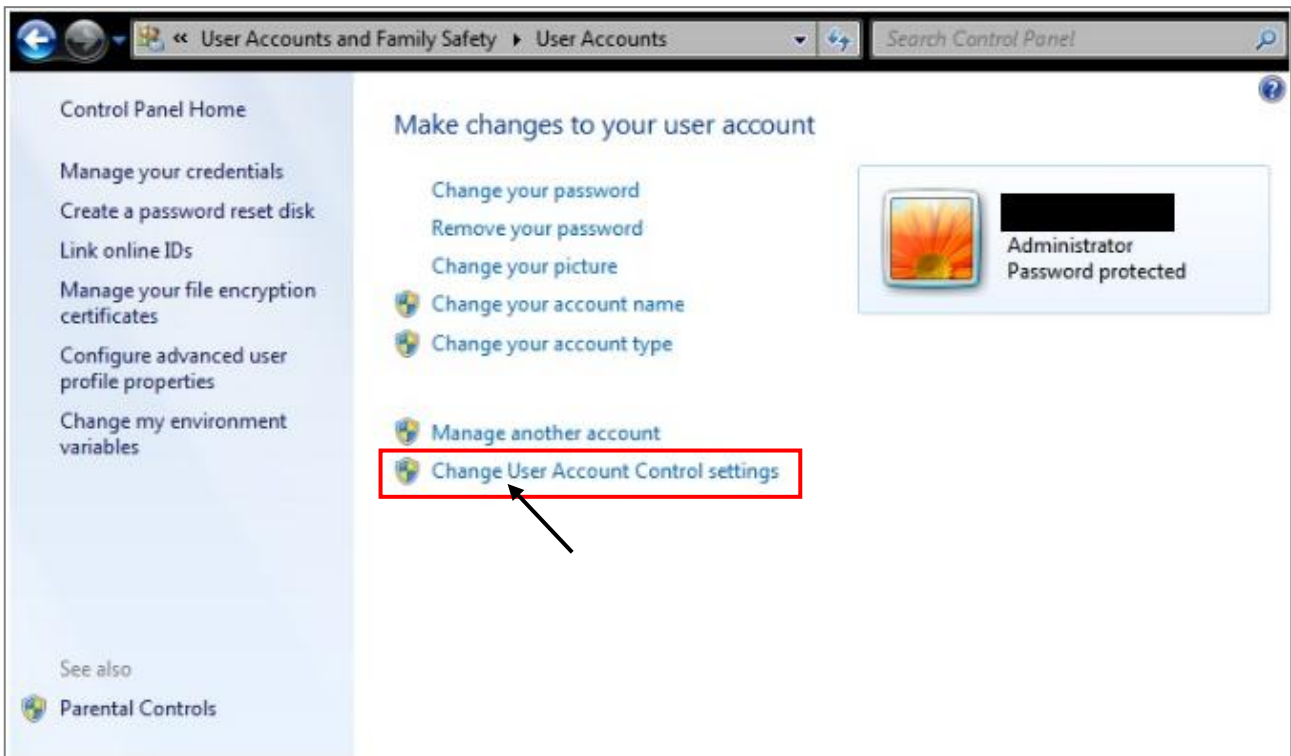 « User Accounts and Family Safety ▸ User Accounts
Search Control Panel
Control Panel Home
Manage your credentials
Create a password reset disk
Link online IDs
Manage your file encryption
certificates
Configure advanced user
profile properties
Change my environment
variables
See also
Parental Controls
Make changes to your user account
Change your password
Remove your password
Change your picture
Change your account name
Change your account type
Manage another account
Change User Account Control settings
Administrator
Password protected